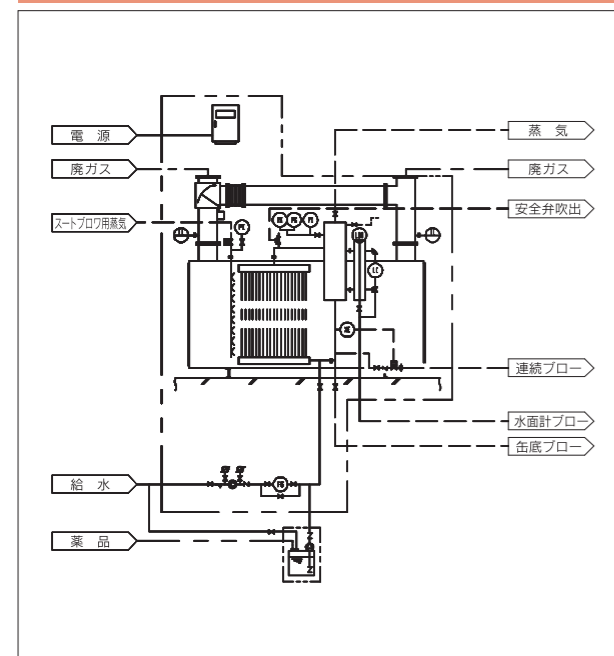 電 源
廃ガス
スートブロワ用蒸気
給 水
薬 品
蒸 気
廃ガス
安全弁吹出
連続ブロー
水面計ブロー
缶底ブロー
LC